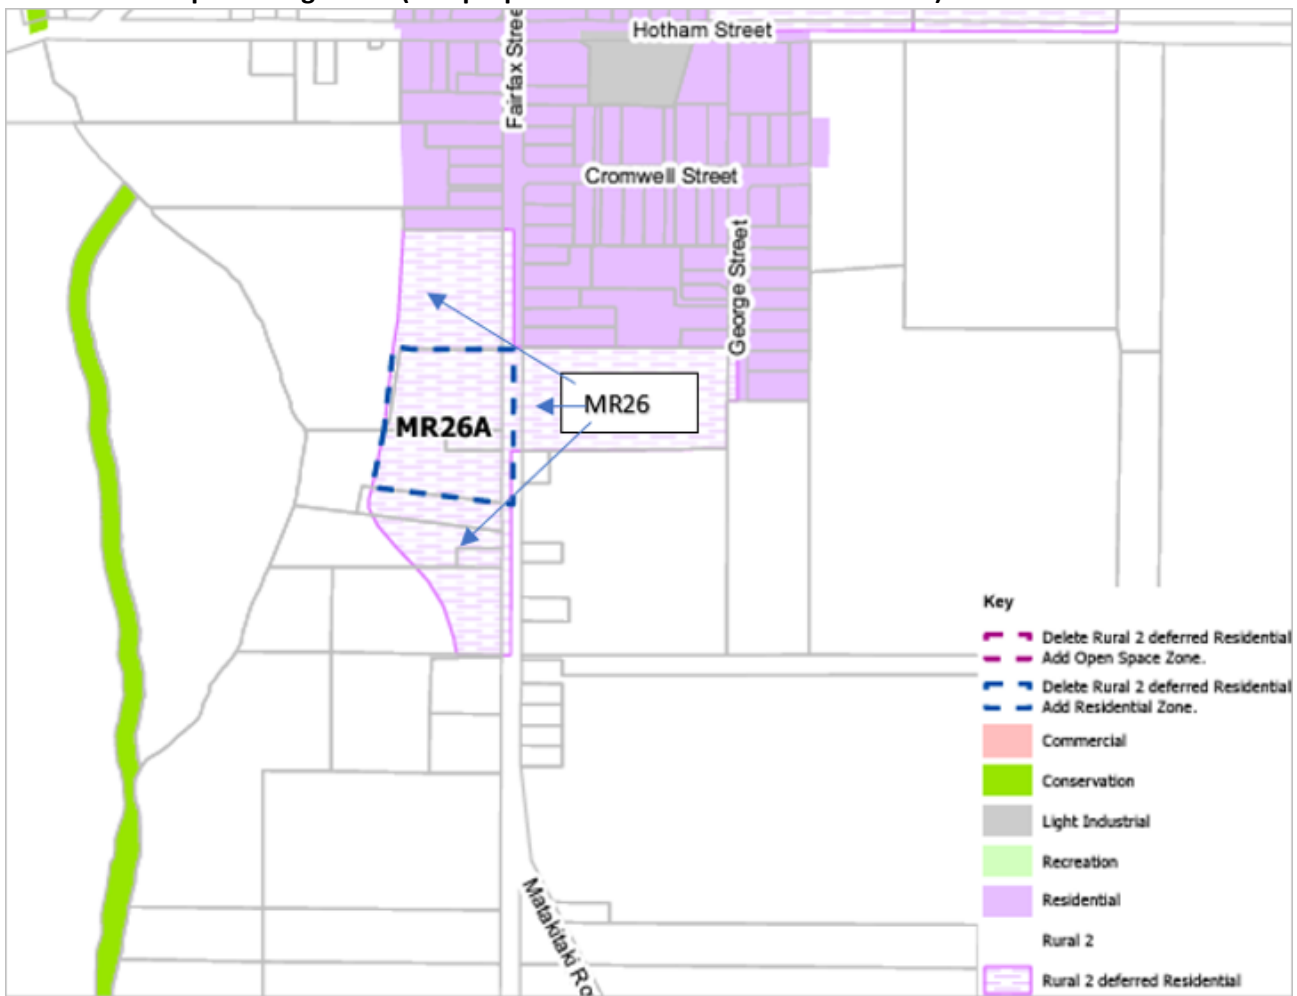 Hotham Street
Fairfax Stree
Cromwell Street
George Street
MR26
MR26A
Key
Delete Rural 2 deferred Residential
Add Open Space Zone.
Delete Rural 2 deferred Residential
Add Residential Zone.
Commercial
Conservation
Light Industrial
Recreation
Residential
Rural 2
Rural 2 deferred Residential
Matakitaki Ro